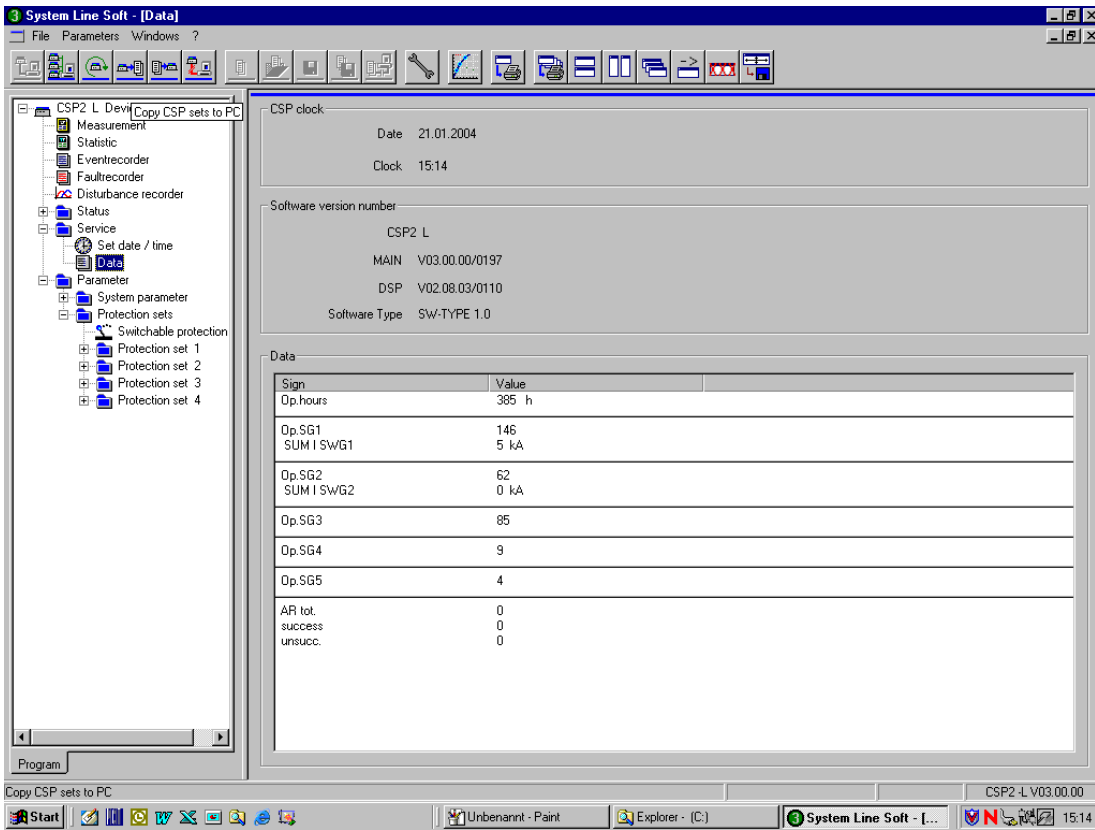 System Line Soft - [Data]
File Parameters Windows ?
CSP2 L Devi
Copy CSP sets to PC
Measurement
Statistic
Eventrecorder
Faultrecorder
Disturbance recorder
Status
Service
Set date / time
Data
Parameter
System parameter
Protection sets
Switchable protection
Protection set 1
Protection set 2
Protection set 3
Protection set 4
Program
CSP clock
Date 21.01.2004
Clock 15:14
Software version number
CSP2 L
MAIN V03.00.00/0197
DSP V02.08.03/0110
Software Type SW-TYPE 1.0
Data
Sign Value
Op.hours 385 h
Op.SG1 146
SUM I SWG1 5 kA
Op.SG2 62
SUM I SWG2 0 kA
Op.SG3 85
Op.SG4 9
Op.SG5 4
AR tot. 0
success 0
unsucc. 0
Copy CSP sets to PC
CSP2 -L V03.00.00
Start
Unbenannt - Paint
Explorer - (C:)
System Line Soft - [...
15:14